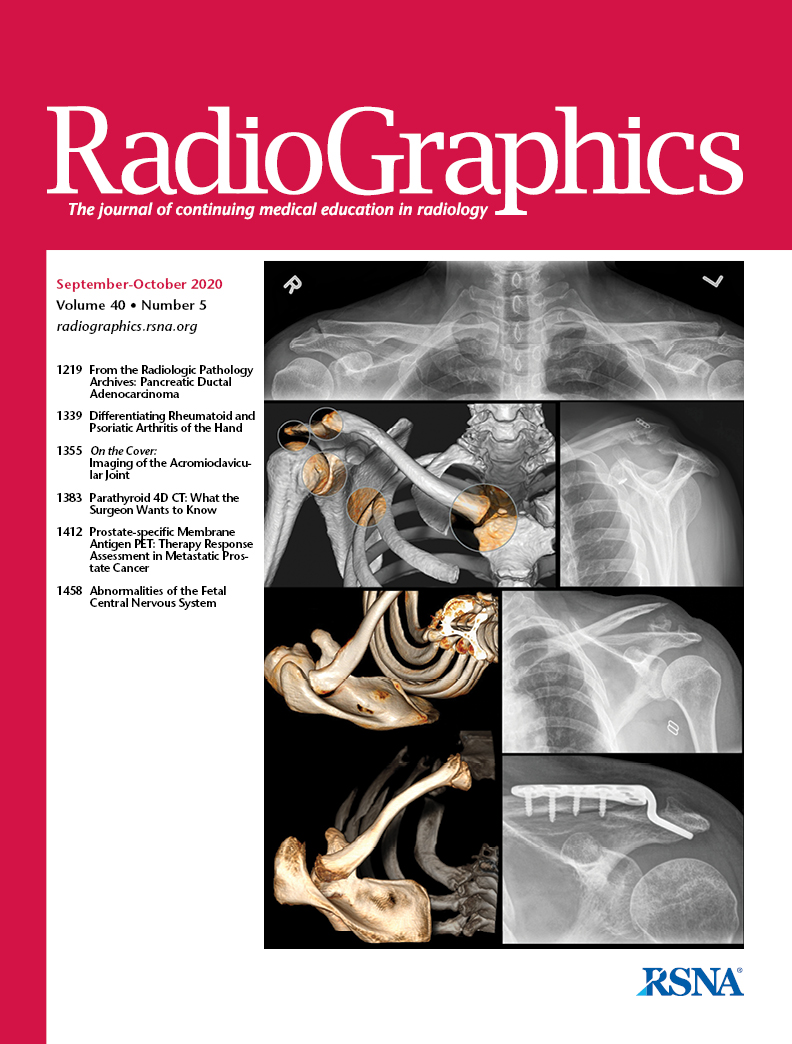 RadioGraphics
The journal of continuing medical education in radiology
September-October 2020
Volume 40 • Number 5
radiographics.rsna.org
1219 From the Radiologic Pathology
Archives: Pancreatic Ductal
Adenocarcinoma
1339 Differentiating Rheumatoid and
Psoriatic Arthritis of the Hand
1355 On the Cover:
Imaging of the Acromioclavicu-
lar Joint
1383 Parathyroid 4D CT: What the
Surgeon Wants to Know
1412 Prostate-specific Membrane
Antigen PET: Therapy Response
Assessment in Metastatic Pros-
tate Cancer
1458 Abnormalities of the Fetal
Central Nervous System
R
L
RSNA®